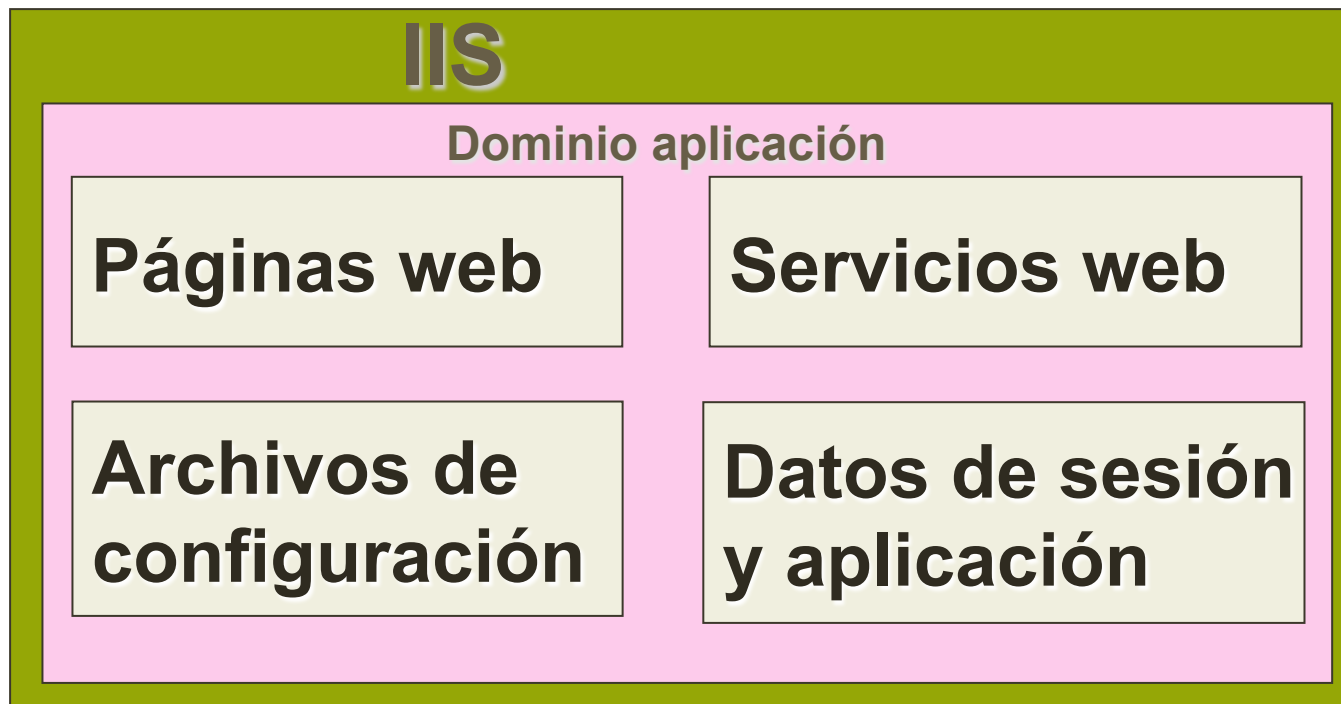 IIS
Dominio aplicación
Páginas web
Servicios web
Archivos de
configuración
Datos de sesión
y aplicación